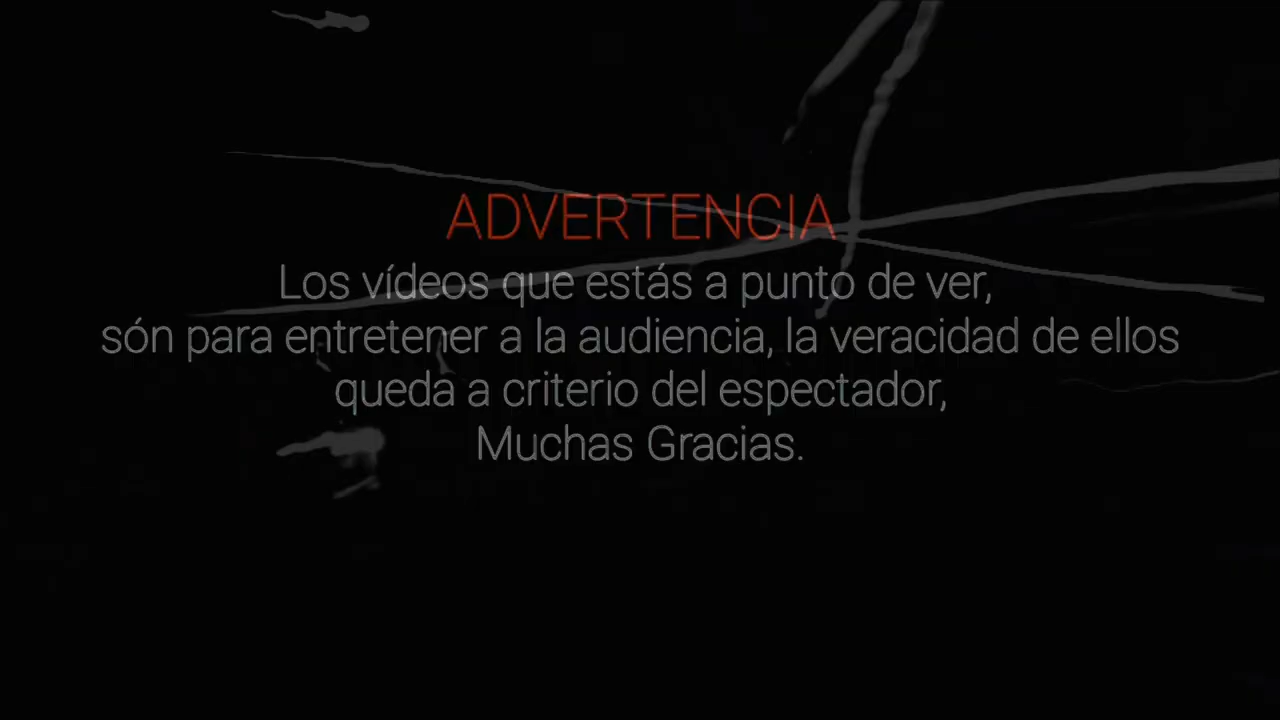 ADVERTENCIA
Los vídeos que estás a punto de ver,
són para entretener a la audiencia, la veracidad de ellos
queda a criterio del espectador,
Muchas Gracias.